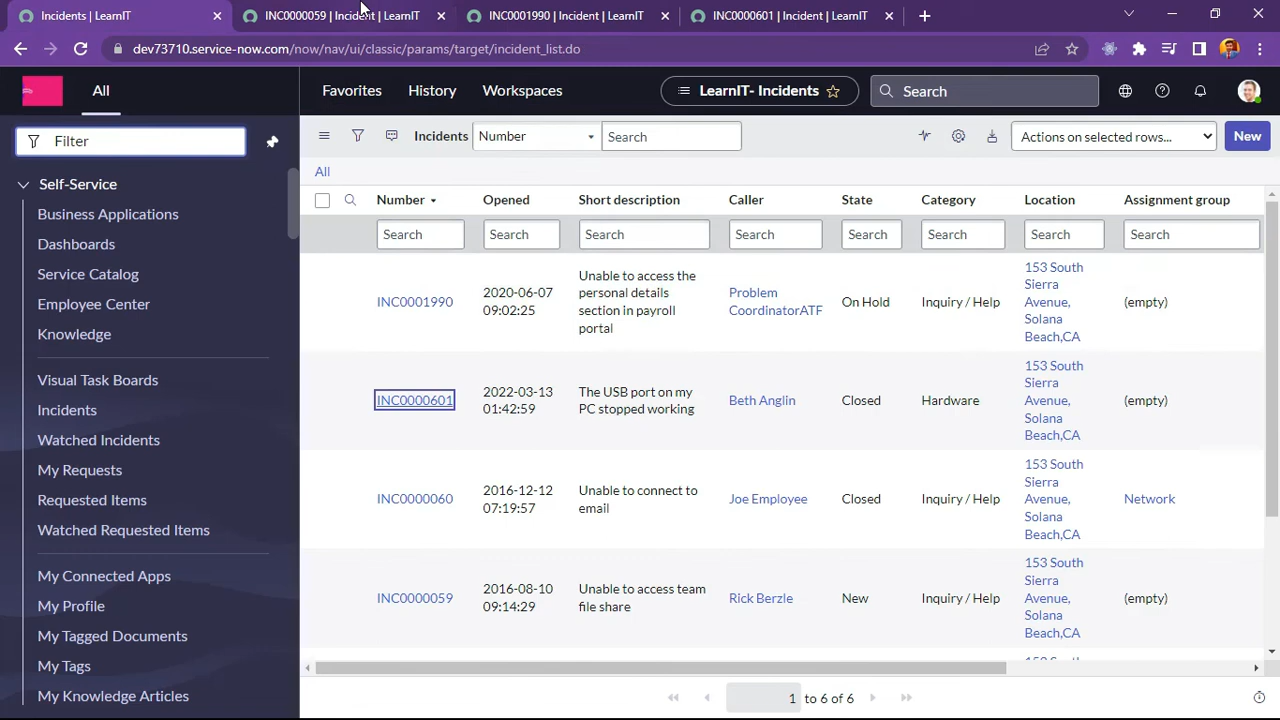 Incidents | LearnIT
INC0000059 | Incident | LearnIT
INC0001990 | Incident | LearnIT
INC0000601 | Incident | LearnIT
dev73710.service-now.com/now/nav/ui/classic/params/target/incident_list.do
All
Favorites
History
Workspaces
LearnIT- Incidents
Search
Filter
Self-Service
Business Applications
Dashboards
Service Catalog
Employee Center
Knowledge
Visual Task Boards
Incidents
Watched Incidents
My Requests
Requested Items
Watched Requested Items
My Connected Apps
My Profile
My Tagged Documents
My Tags
My Knowledge Articles
Incidents
Number
Search
Actions on selected rows...
New
All
Number Opened Short description Caller State Category Location Assignment group
Search Search Search Search Search Search Search Search
INC0001990
2020-06-07
09:02:25
Unable to access the
personal details
section in payroll
portal
Problem
CoordinatorATF
On Hold
Inquiry / Help
153 South
Sierra
Avenue,
Solana
Beach,CA
(empty)
INC0000601
2022-03-13
01:42:59
The USB port on my
PC stopped working
Beth Anglin
Closed
Hardware
153 South
Sierra
Avenue,
Solana
Beach,CA
(empty)
INC0000060
2016-12-12
07:19:57
Unable to connect to
email
Joe Employee
Closed
Inquiry / Help
153 South
Sierra
Avenue,
Solana
Beach,CA
Network
INC0000059
2016-08-10
09:14:29
Unable to access team
file share
Rick Berzle
New
Inquiry / Help
153 South
Sierra
Avenue,
Solana
Beach,CA
(empty)
1 to 6 of 6